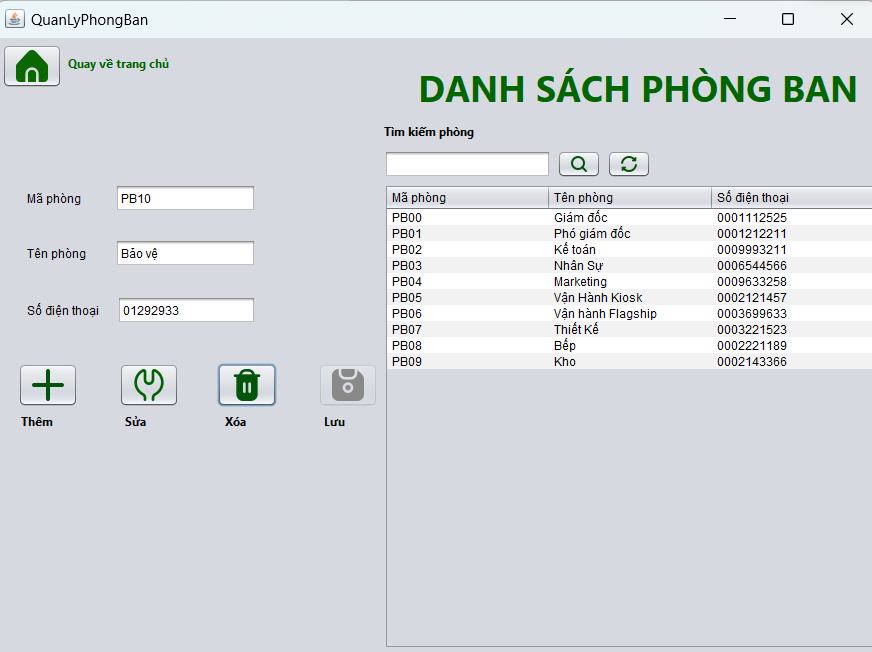 QuanLyPhongBan
Quay về trang chủ
DANH SÁCH PHÒNG BAN
Tìm kiếm phòng
Mã phòng PB10
Tên phòng Bảo vệ
Số điện thoại 01292933
Thêm Sửa Xóa Lưu
Mã phòng Tên phòng Số điện thoại
PB00 Giám đốc 0001112525
PB01 Phó giám đốc 0001212211
PB02 Kế toán 0009993211
PB03 Nhân Sự 0006544566
PB04 Marketing 0009633258
PB05 Vận Hành Kiosk 0002121457
PB06 Vận hành Flagship 0003699633
PB07 Thiết Kế 0003221523
PB08 Bếp 0002221189
PB09 Kho 0002143366